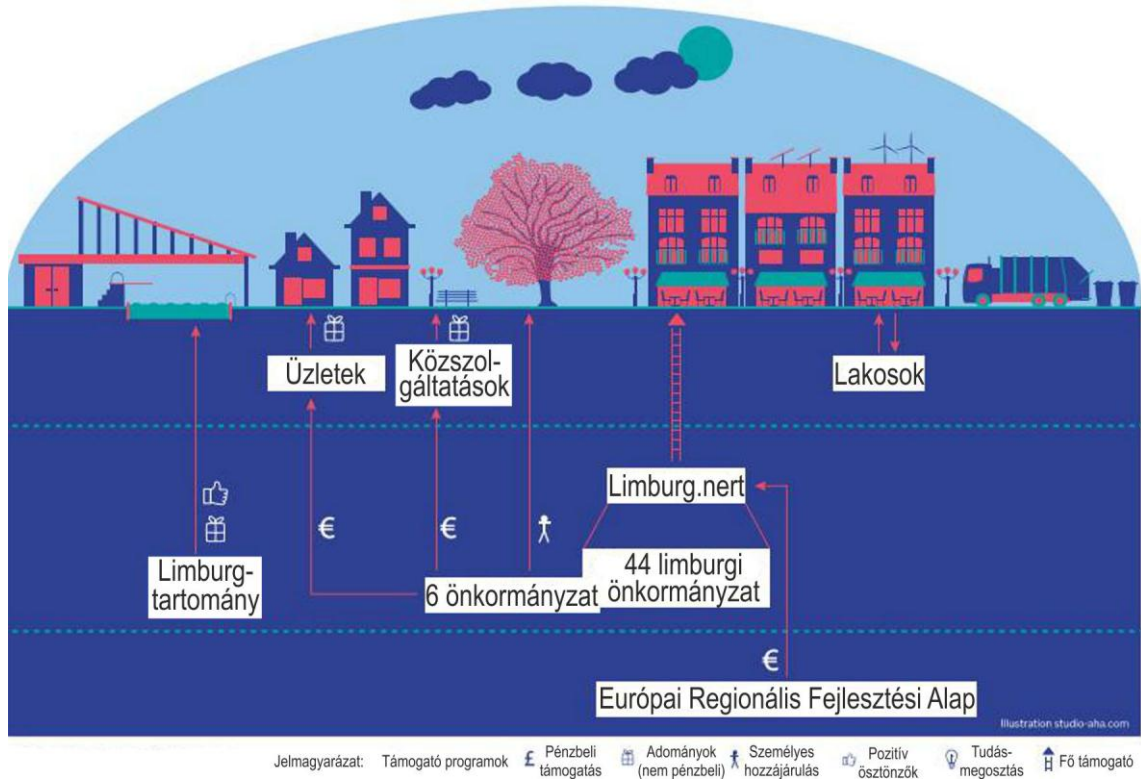 Üzletek
Közszol-
gáltatások
Lakosok
Limburg.nert
€
€
Limburg-
tartomány
6 önkormányzat
44 limburgi
önkormányzat
€
Európai Regionális Fejlesztési Alap
Illustration studio-aha.com
Jelmagyarázat:
Támogató programok
£ Pénzbeli
támogatás
Adományok
(nem pénzbeli)
Személyes
hozzájárulás
Pozitív
ösztönzők
Tudás-
megosztás
Fő támogató